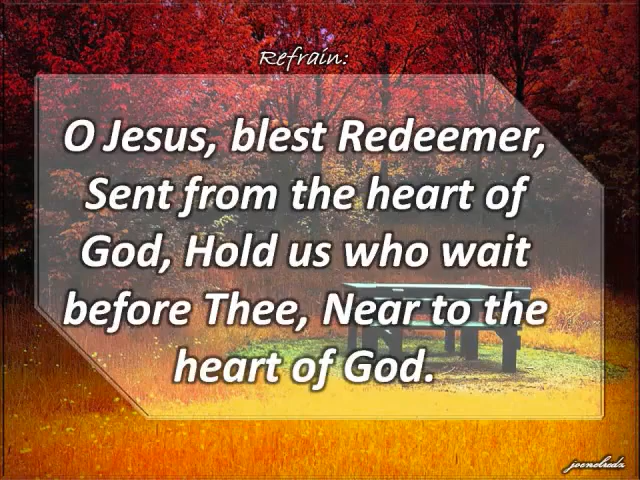 Refrain:
O Jesus, blest Redeemer,
Sent from the heart of
God, Hold us who wait
before Thee, Near to the
heart of God.